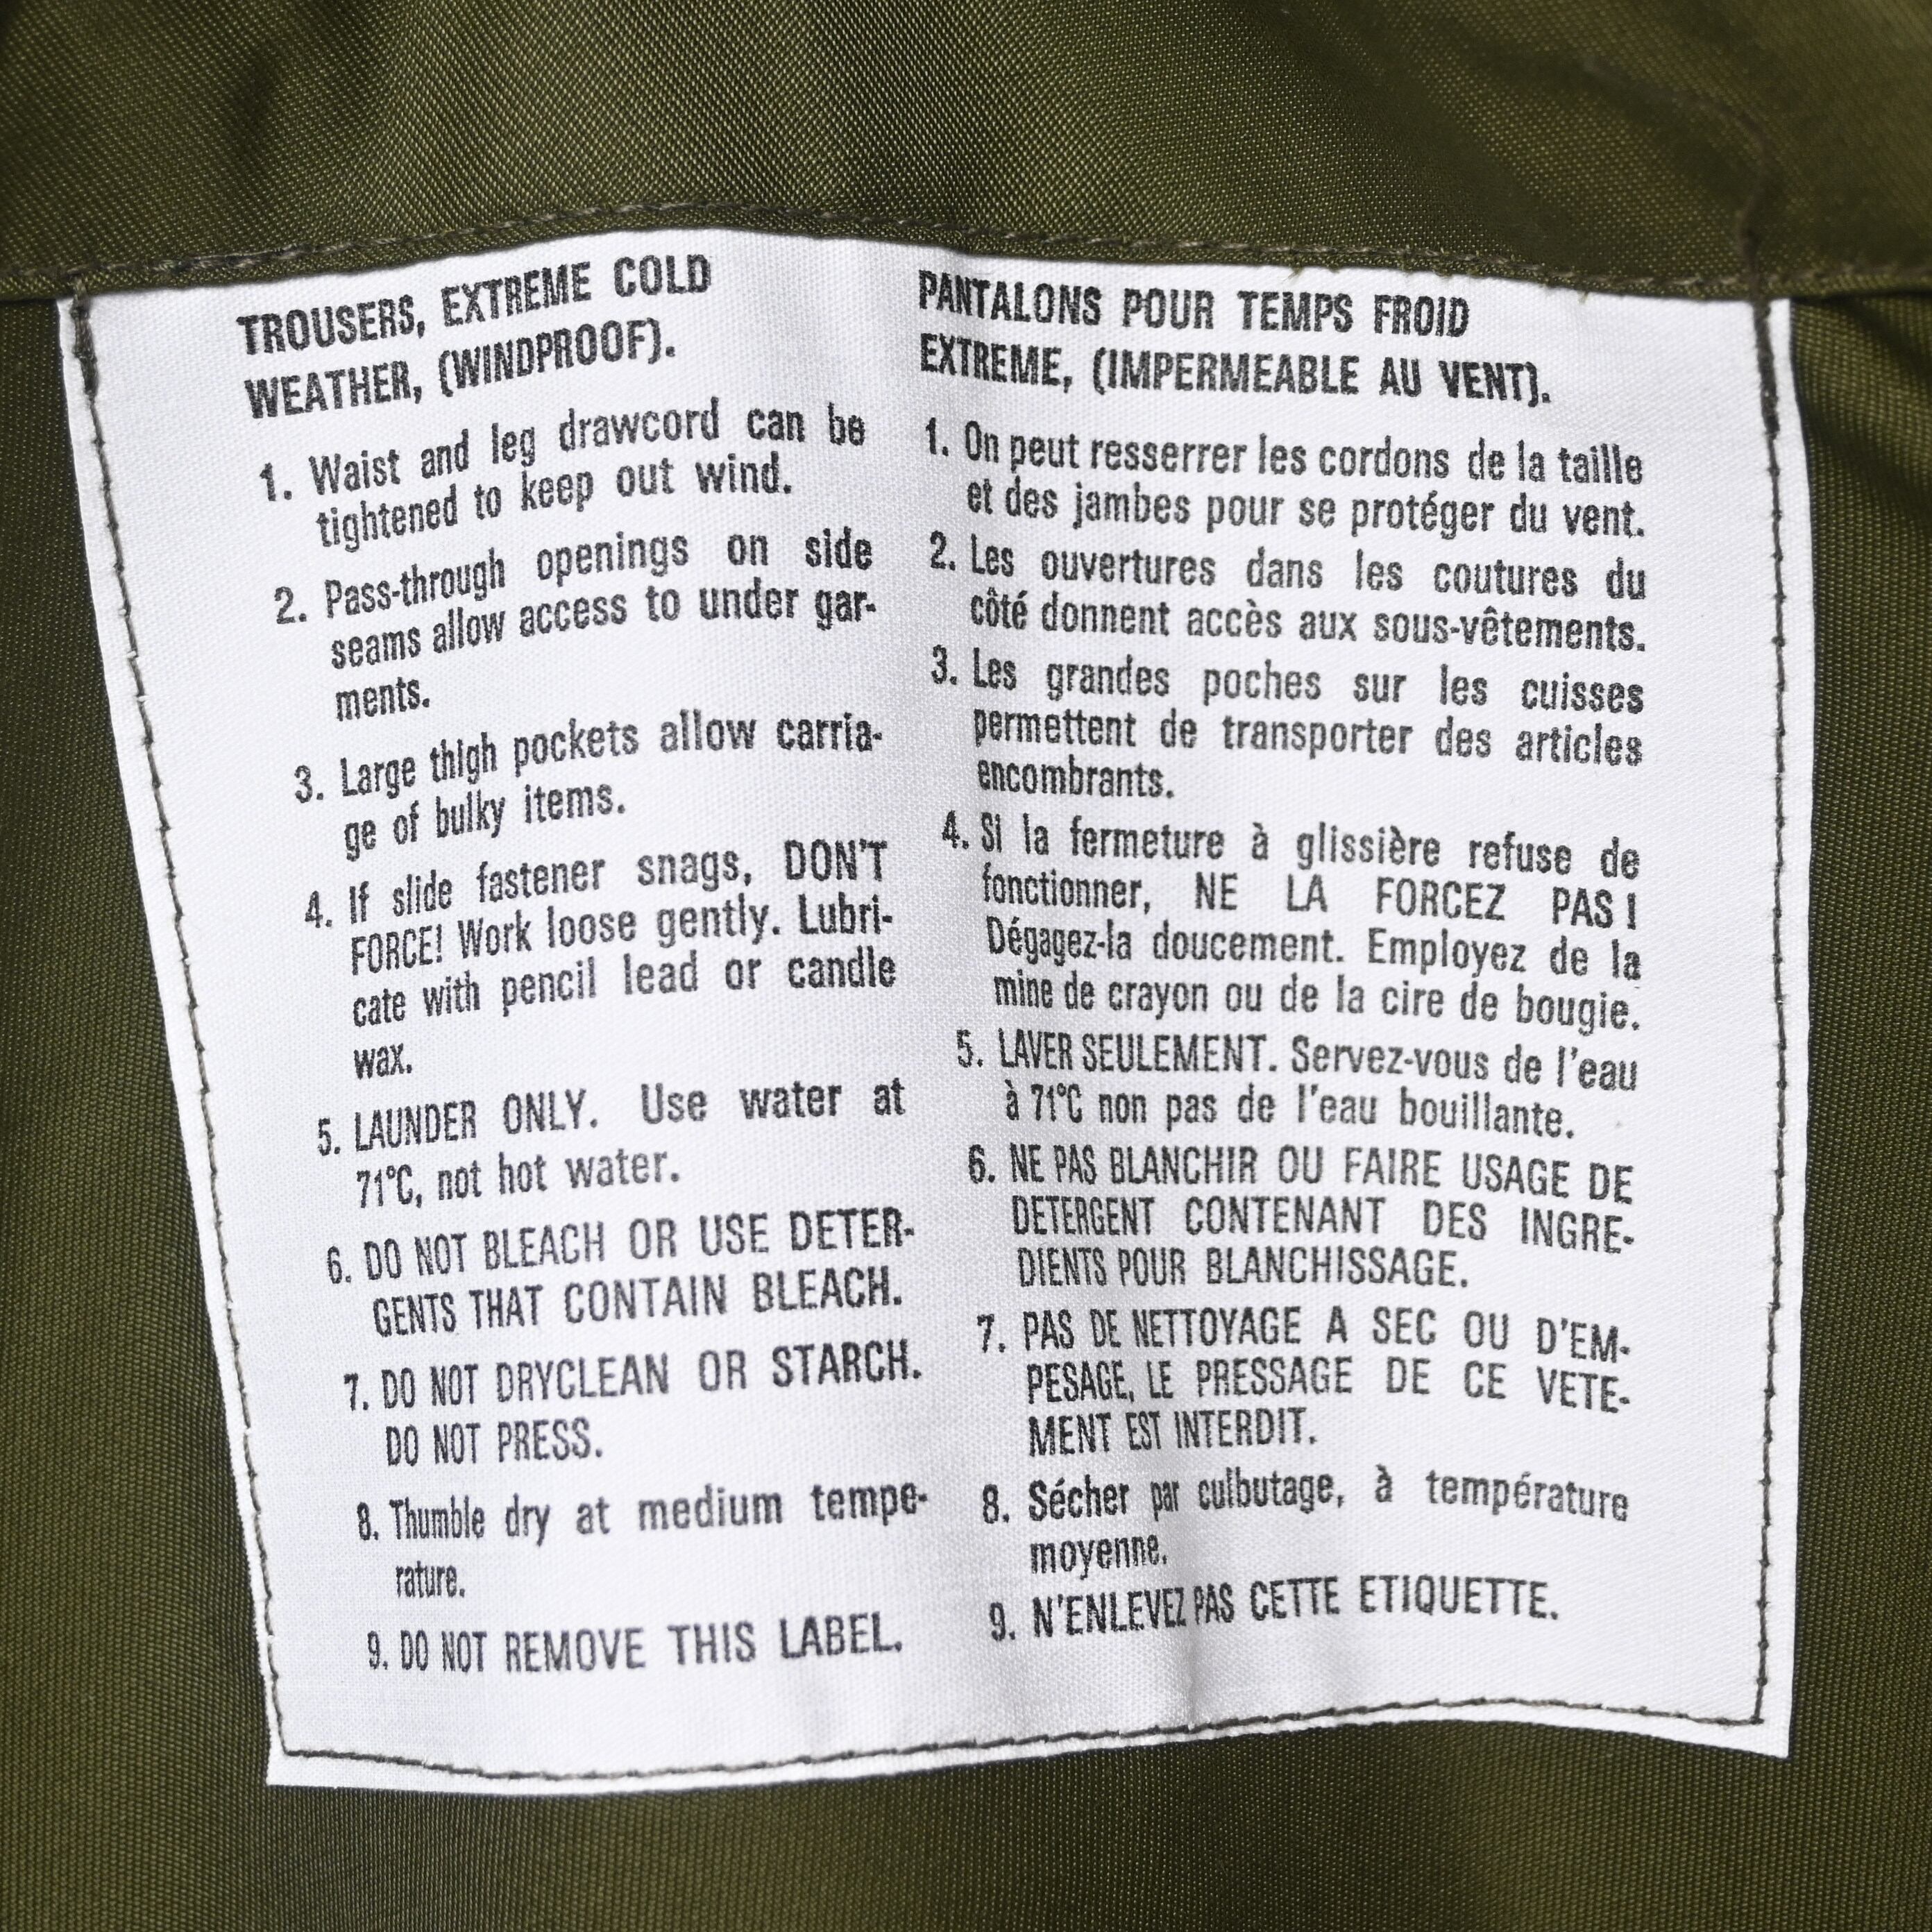 TROUSERS, EXTREME COLD
WEATHER, (WINDPROOF).
1. Waist and leg drawcord can be
tightened to keep out wind.
2. Pass-through openings on side
seams allow access to under gar-
ments.
3. Large thigh pockets allow carria-
ge of bulky items.
4. If slide fastener snags, DON'T
FORCE! Work loose gently. Lubri-
cate with pencil lead or candle
wax.
5. LAUNDER ONLY. Use water at
71°C, not hot water.
6. DO NOT BLEACH OR USE DETER-
GENTS THAT CONTAIN BLEACH.
7. DO NOT DRYCLEAN OR STARCH.
DO NOT PRESS.
8. Thumble dry at medium tempe-
rature.
9. DO NOT REMOVE THIS LABEL.
PANTALONS POUR TEMPS FROID
EXTREME, (IMPERMEABLE AU VENT).
1. On peut resserrer les cordons de la taille
et des jambes pour se protéger du vent.
2. Les ouvertures dans les coutures du
côté donnent accès aux sous-vêtements.
3. Les grandes poches sur les cuisses
permettent de transporter des articles
encombrants.
4. Si la fermeture à glissière refuse de
fonctionner, NE LA FORCEZ PAS !
Dégagez-la doucement. Employez de la
mine de crayon ou de la cire de bougie.
5. LAVER SEULEMENT. Servez-vous de l'eau
à 71°C non pas de l'eau bouillante.
6. NE PAS BLANCHIR OU FAIRE USAGE DE
DETERGENT CONTENANT DES INGRE-
DIENTS POUR BLANCHISSAGE.
7. PAS DE NETTOYAGE A SEC OU D'EM-
PESAGE, LE PRESSAGE DE CE VETE-
MENT EST INTERDIT.
8. Sécher par culbutage, à température
moyenne.
9. N'ENLEVEZ PAS CETTE ETIQUETTE.